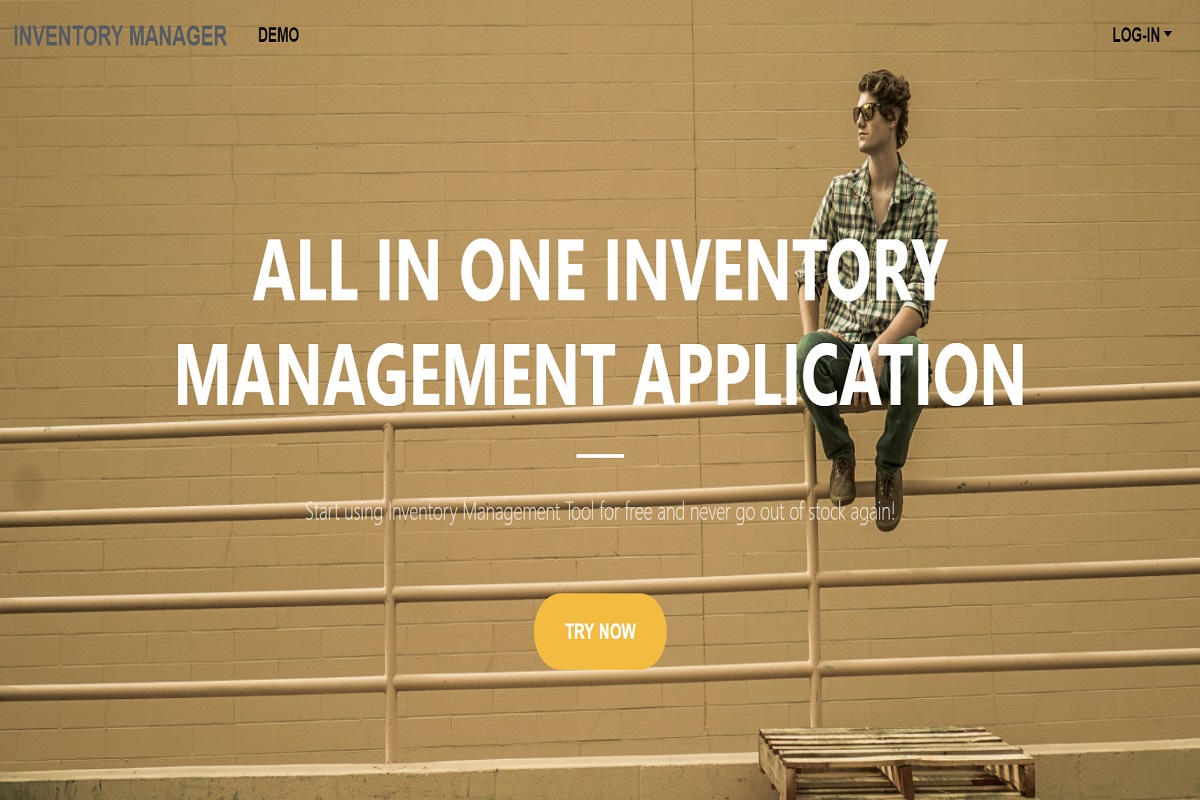 INVENTORY MANAGER
DEMO
LOG-IN
ALL IN ONE INVENTORY
MANAGEMENT APPLICATION
Start using Inventory Management Tool for free and never go out of stock again!
TRY NOW